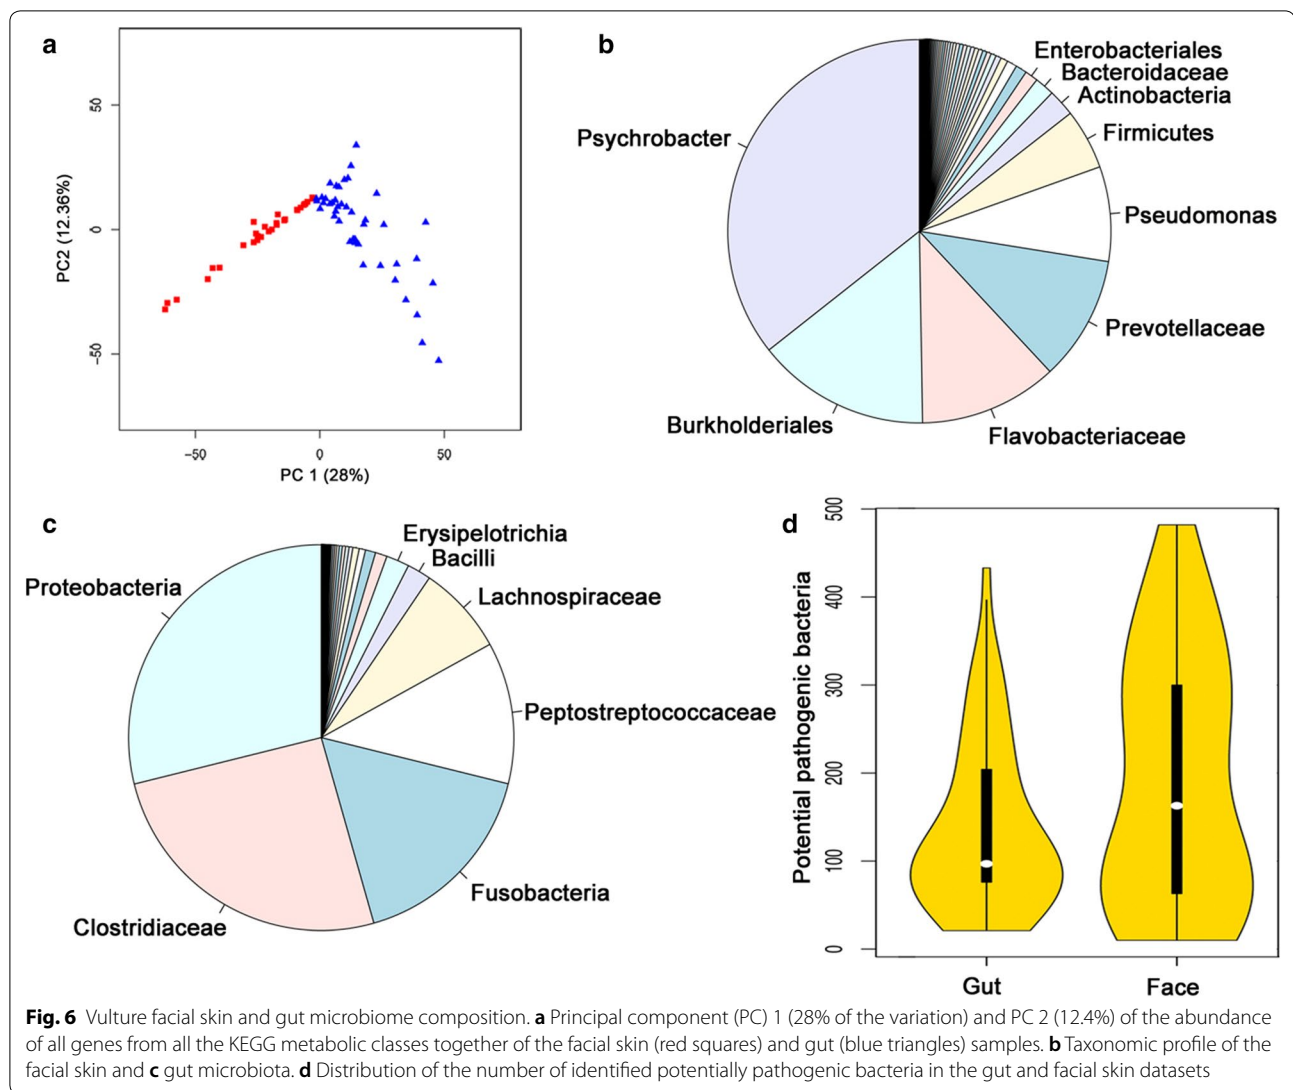 a
50
0
−50
PC2 (12.36%)
−50
0
50
PC 1 (28%)
b
Enterobacteriales
Bacteroidaceae
Actinobacteria
Firmicutes
Pseudomonas
Prevotellaceae
Flavobacteriaceae
Burkholderiales
Psychrobacter
c
Erysipelotrichia
Bacilli
Lachnospiraceae
Peptostreptococcaceae
Fusobacteria
Clostridiaceae
Proteobacteria
d
500
400
300
200
100
0
Potential pathogenic bacteria
Gut
Face
Fig. 6 Vulture facial skin and gut microbiome composition. a Principal component (PC) 1 (28% of the variation) and PC 2 (12.4%) of the abundance
of all genes from all the KEGG metabolic classes together of the facial skin (red squares) and gut (blue triangles) samples. b Taxonomic profile of the
facial skin and c gut microbiota. d Distribution of the number of identified potentially pathogenic bacteria in the gut and facial skin datasets